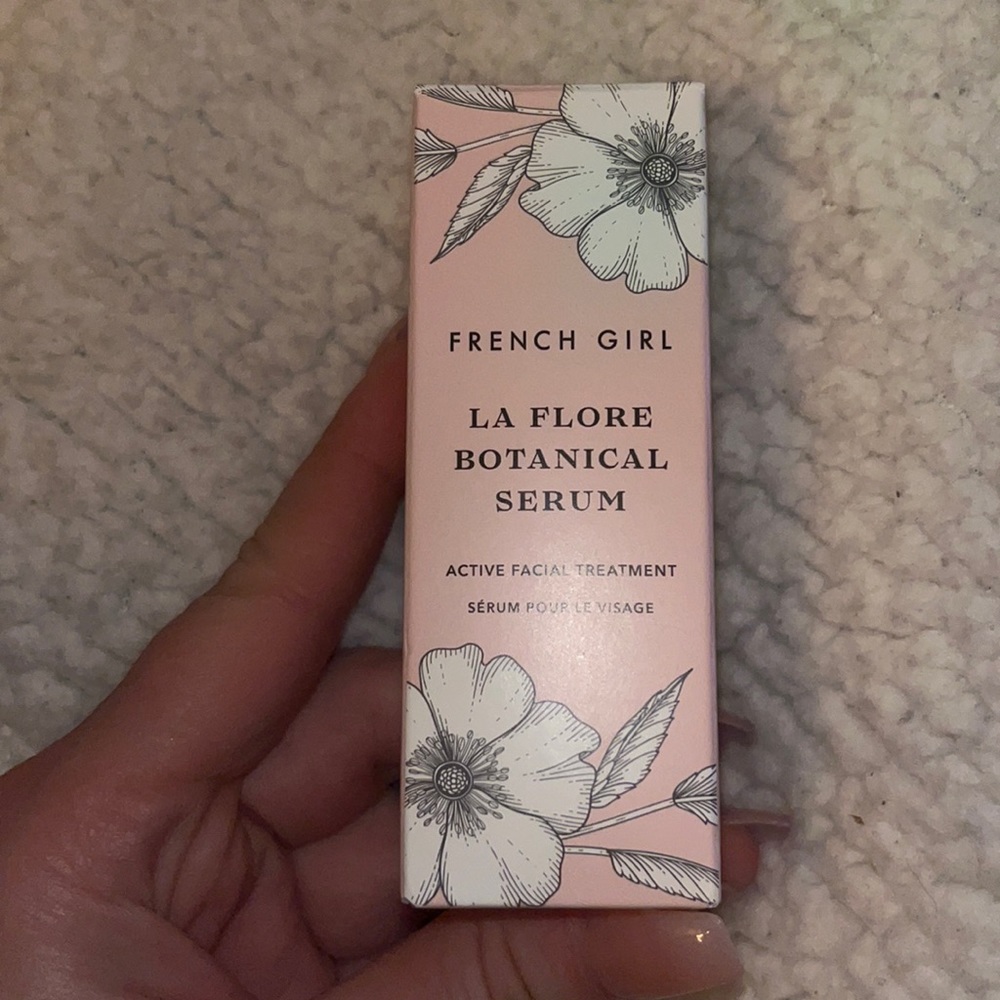 FRENCH GIRL
LA FLORE
BOTANICAL
SERUM
ACTIVE FACIAL TREATMENT
SÉRUM POUR LE VISAGE